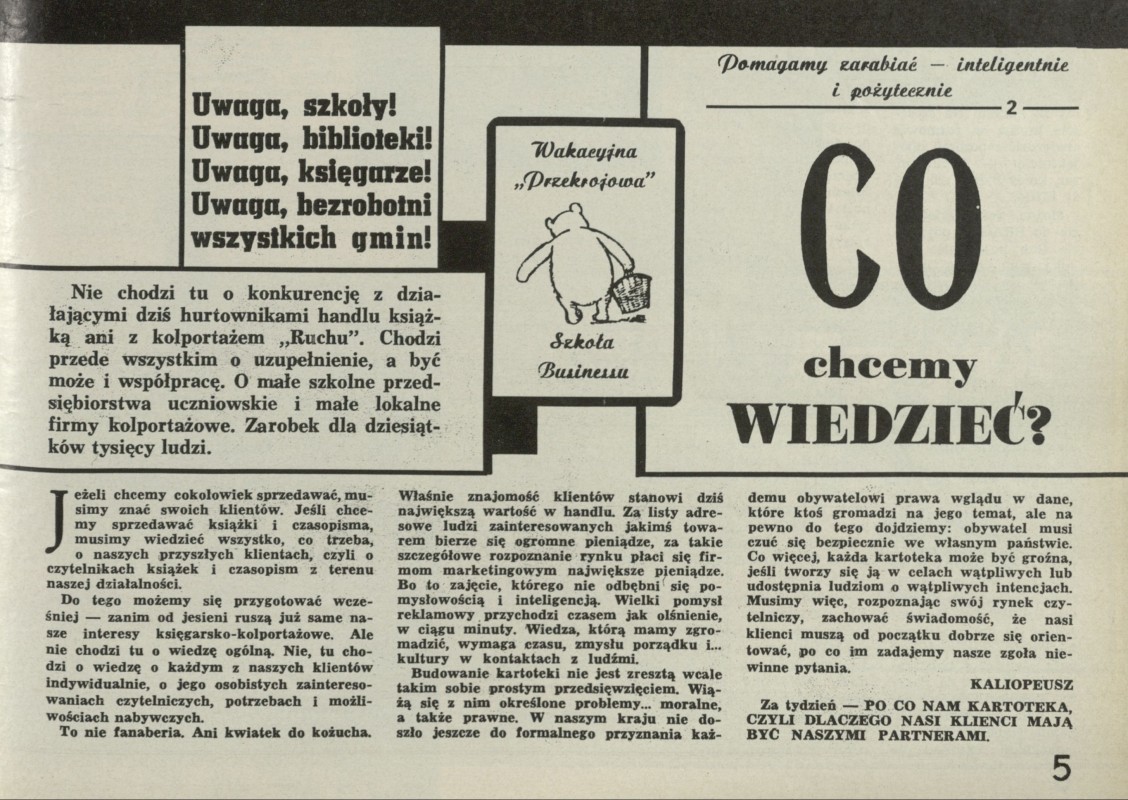 Uwaga, szkoły!
Uwaga, biblioteki!
Uwaga, księgarze!
Uwaga, bezrobotni
wszystkich gmin!
Nie chodzi tu o konkurencję z dzia-
łającymi dziś hurtownikami handlu książ-
ką ani z kolportażem „Ruchu”. Chodzi
przede wszystkim o uzupełnienie, a być
może i współpracę. O małe szkolne przed-
siębiorstwa uczniowskie i małe lokalne
firmy kolportażowe. Zarobek dla dziesiąt-
ków tysięcy ludzi.
Wakacyjna
„Przekrojowa”
Szkoła
Businessu
Pomagamy zarabiać — inteligentnie
i pożytecznie
2
CO
chcemy
WIEDZIEĆ?
Jeżeli chcemy cokolowiek sprzedawać, mu-
simy znać swoich klientów. Jeśli chce-
my sprzedawać książki i czasopisma,
musimy wiedzieć wszystko, co trzeba,
o naszych przyszłych klientach, czyli o
czytelnikach książek i czasopism z terenu
naszej działalności.
Do tego możemy się przygotować wcze-
śniej — zanim od jesieni ruszą już same na-
sze interesy księgarsko-kolportażowe. Ale
nie chodzi tu o wiedzę ogólną. Nie, tu cho-
dzi o wiedzę o każdym z naszych klientów
indywidualnie, o jego osobistych zaintereso-
waniach czytelniczych, potrzebach i możli-
wościach nabywczych.
To nie fanaberia. Ani kwiatek do kożucha.
Właśnie znajomość klientów stanowi dziś
największą wartość w handlu. Za listy adre-
sowe ludzi zainteresowanych jakimś towa-
rem bierze się ogromne pieniądze, za takie
szczegółowe rozpoznanie rynku płaci się fir-
mom marketingowym największe pieniądze.
Bo to zajęcie, którego nie odbębni się po-
mysłowością i inteligencją. Wielki pomysł
reklamowy przychodzi czasem jak olśnienie,
w ciągu minuty. Wiedza, którą mamy zgro-
madzić, wymaga czasu, zmysłu porządku i...
kultury w kontaktach z ludźmi.
Budowanie kartoteki nie jest zresztą wcale
takim sobie prostym przedsięwzięciem. Wią-
żą się z nim określone problemy... moralne,
a także prawne. W naszym kraju nie do-
szło jeszcze do formalnego przyznania każ-
demu obywatelowi prawa wglądu w dane,
które ktoś gromadzi na jego temat, ale na
pewno do tego dojdziemy: obywatel musi
czuć się bezpiecznie we własnym państwie.
Co więcej, każda kartoteka może być groźna,
jeśli tworzy się ją w celach wątpliwych lub
udostępnia ludziom o wątpliwych intencjach.
Musimy więc, rozpoznając swój rynek czy-
telniczy, zachować świadomość, że nasi
klienci muszą od początku dobrze się orien-
tować, po co im zadajemy nasze zgoła nie-
winne pytania.
KALIOPEUSZ
Za tydzień — PO CO NAM KARTOTEKA,
CZYLI DLACZEGO NASI KLIENCI MAJĄ
BYĆ NASZYMI PARTNERAMI.
5